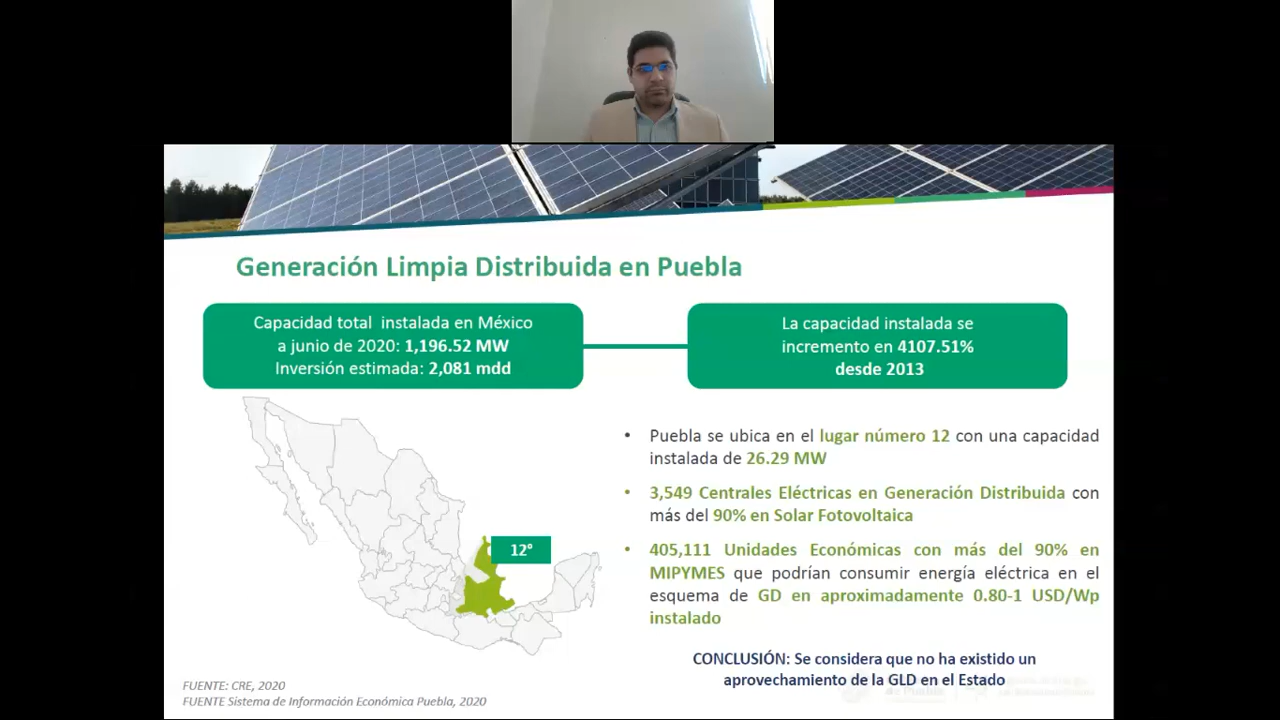 Generación Limpia Distribuida en Puebla
Capacidad total instalada en México
a junio de 2020: 1,196.52 MW
Inversión estimada: 2,081 mdd
La capacidad instalada se
incremento en 4107.51%
desde 2013
12°
• Puebla se ubica en el lugar número 12 con una capacidad
instalada de 26.29 MW
• 3,549 Centrales Eléctricas en Generación Distribuida con
más del 90% en Solar Fotovoltaica
• 405,111 Unidades Económicas con más del 90% en
MIPYMES que podrían consumir energía eléctrica en el
esquema de GD en aproximadamente 0.80-1 USD/Wp
instalado
CONCLUSIÓN: Se considera que no ha existido un
aprovechamiento de la GLD en el Estado
de Puebla
FUENTE: CRE, 2020
FUENTE Sistema de Información Económica Puebla, 2020